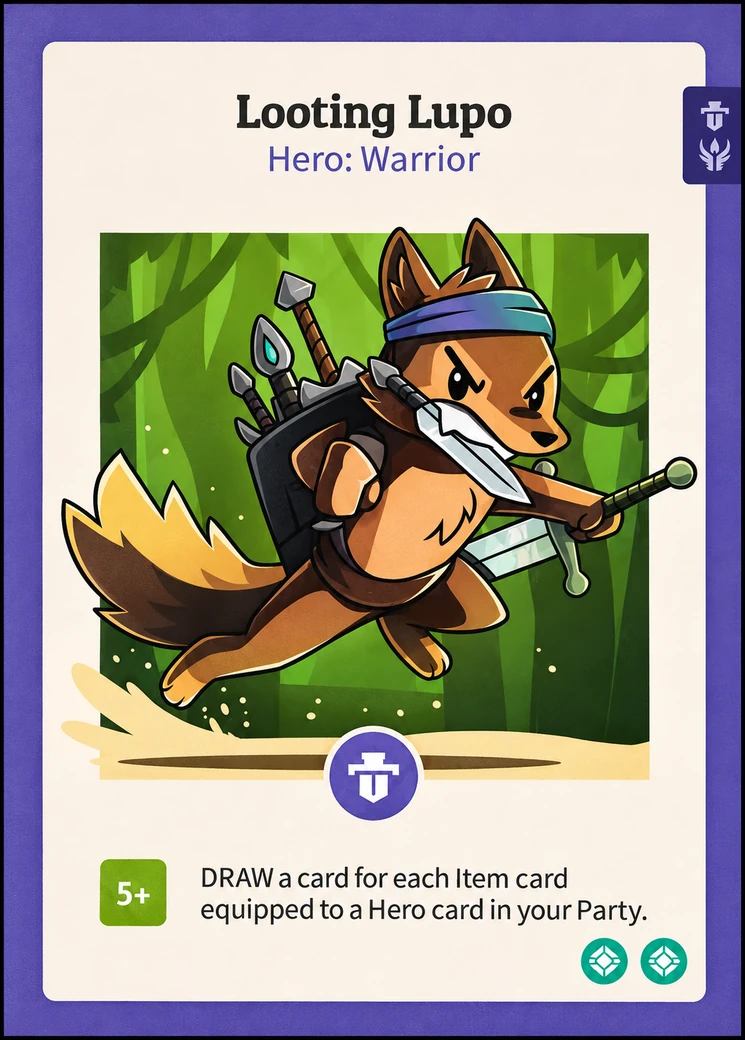 Looting Lupo
Hero: Warrior
5+
DRAW a card for each Item card
equipped to a Hero card in your Party.